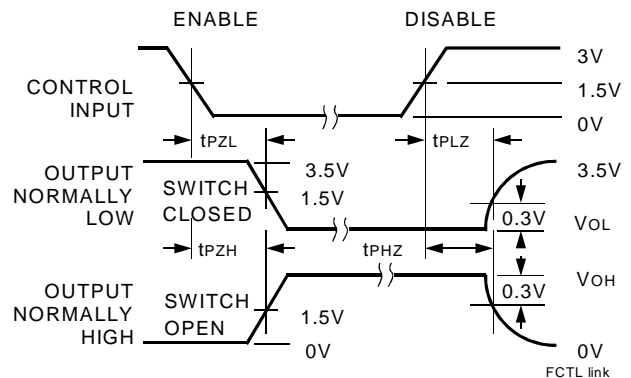 ENABLE
DISABLE
CONTROL
INPUT
3V
1.5V
0V
tPZL
tPLZ
OUTPUT
NORMALLY
LOW
SWITCH
CLOSED
3.5V
1.5V
3.5V
0.3V
VOL
tPZH
tPHZ
OUTPUT
NORMALLY
HIGH
SWITCH
OPEN
1.5V
0V
0.3V
VOH
0V
FCTL link